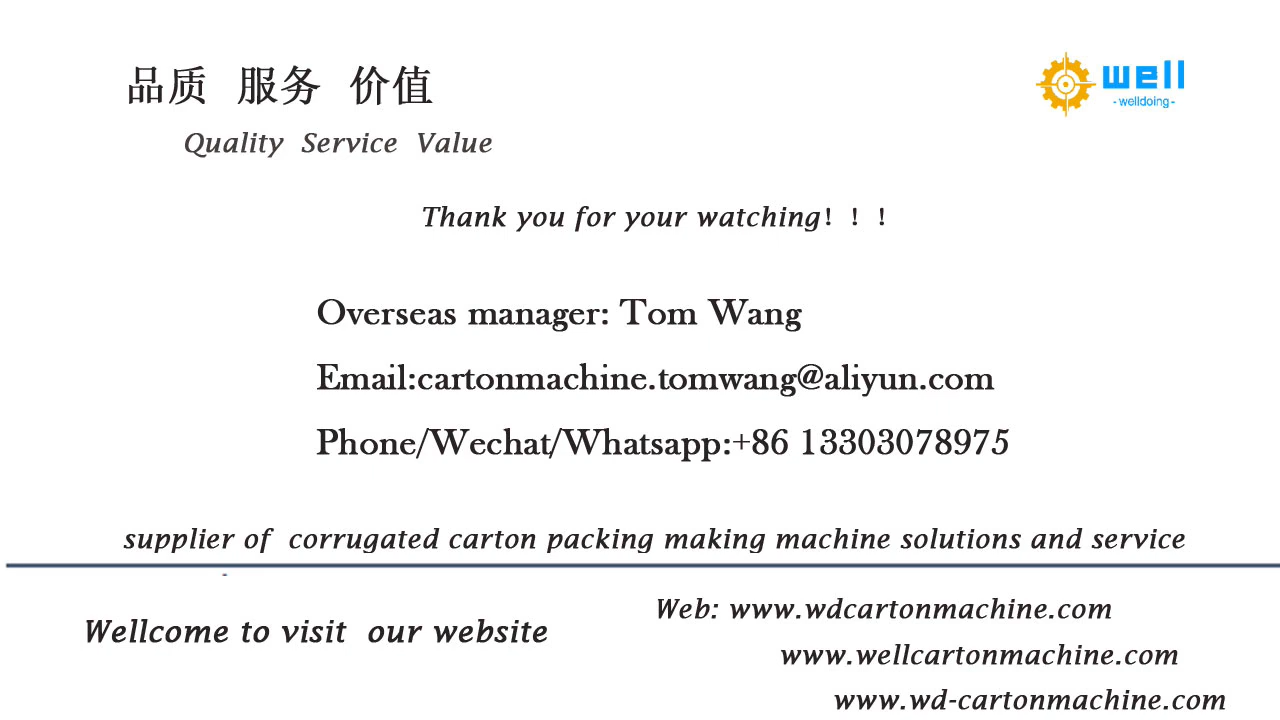 品质 服务 价值
well
-welldoing-
Quality Service Value
Thank you for your watching！！！
Overseas manager: Tom Wang
Email:cartonmachine.tomwang@aliyun.com
Phone/Wechat/Whatsapp:+86 13303078975
supplier of corrugated carton packing making machine solutions and service
Wellcome to visit our website
Web: www.wdcartonmachine.com
www.wellcartonmachine.com
www.wd-cartonmachine.com